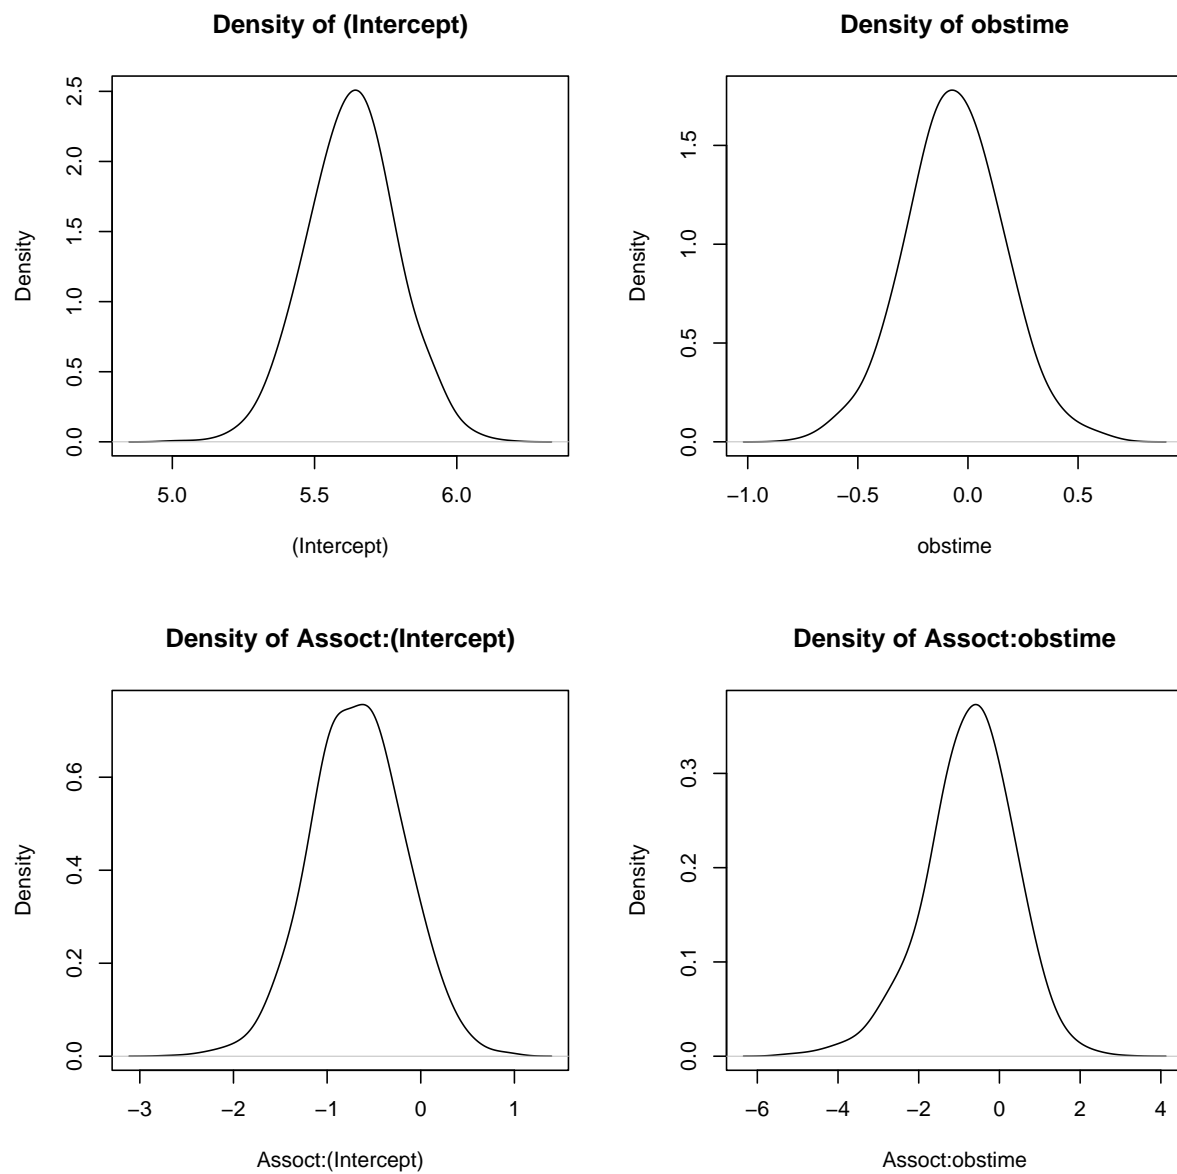 Density of (Intercept)
Density
0.0 0.5 1.0 1.5 2.0 2.5
5.0 5.5 6.0
(Intercept)
Density of obstime
Density
0.0 0.5 1.0 1.5
−1.0 −0.5 0.0 0.5
obstime
Density of Assoct:(Intercept)
Density
0.0 0.2 0.4 0.6
−3 −2 −1 0 1
Assoct:(Intercept)
Density of Assoct:obstime
Density
0.0 0.1 0.2 0.3
−6 −4 −2 0 2 4
Assoct:obstime